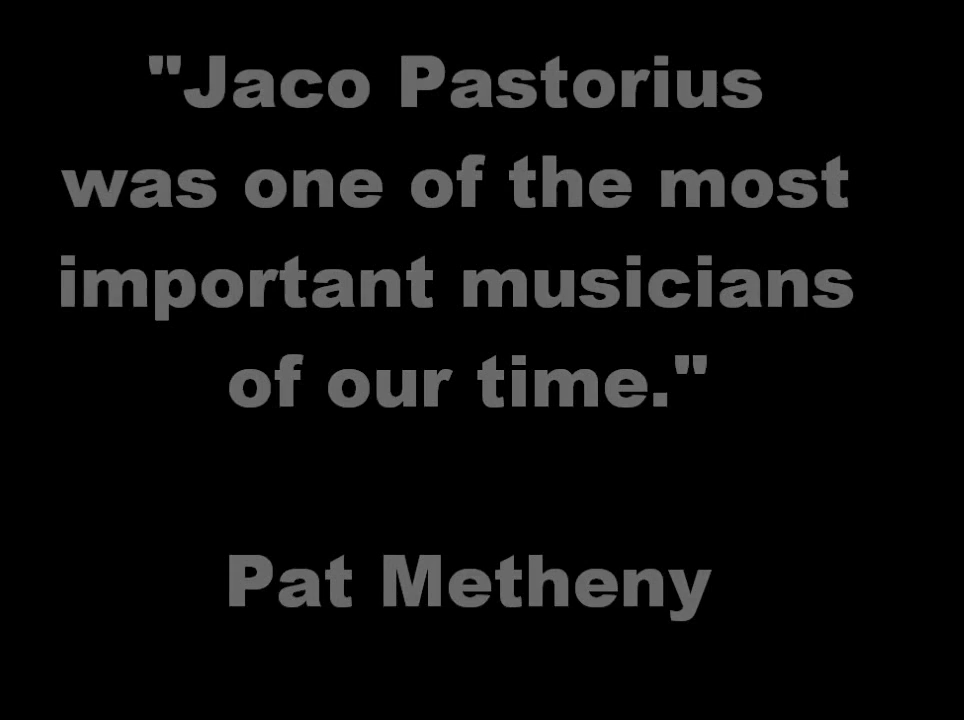 "Jaco Pastorius
was one of the most
important musicians
of our time."
Pat Metheny